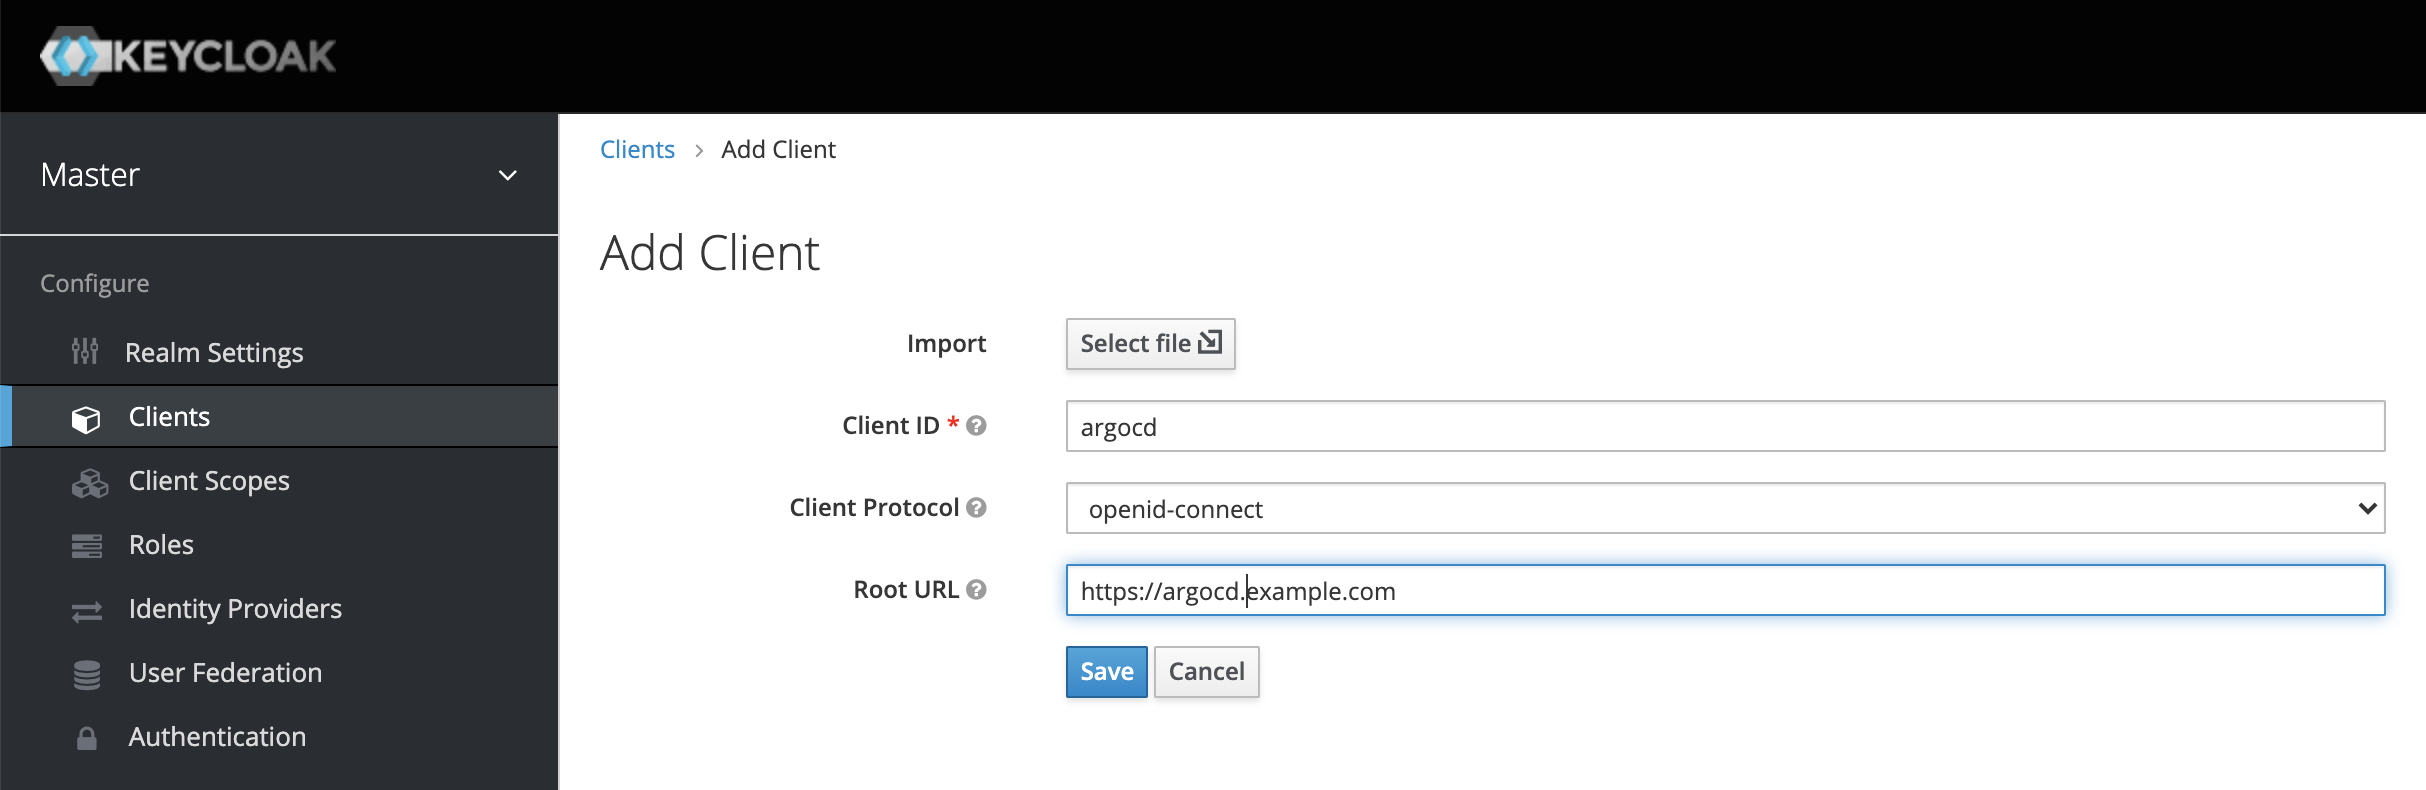 KEYCLOAK
Master
Configure
Realm Settings
Clients
Client Scopes
Roles
Identity Providers
User Federation
Authentication
Clients > Add Client
Add Client
Import Select file
Client ID * argocd
Client Protocol openid-connect
Root URL https://argocd.example.com
Save Cancel